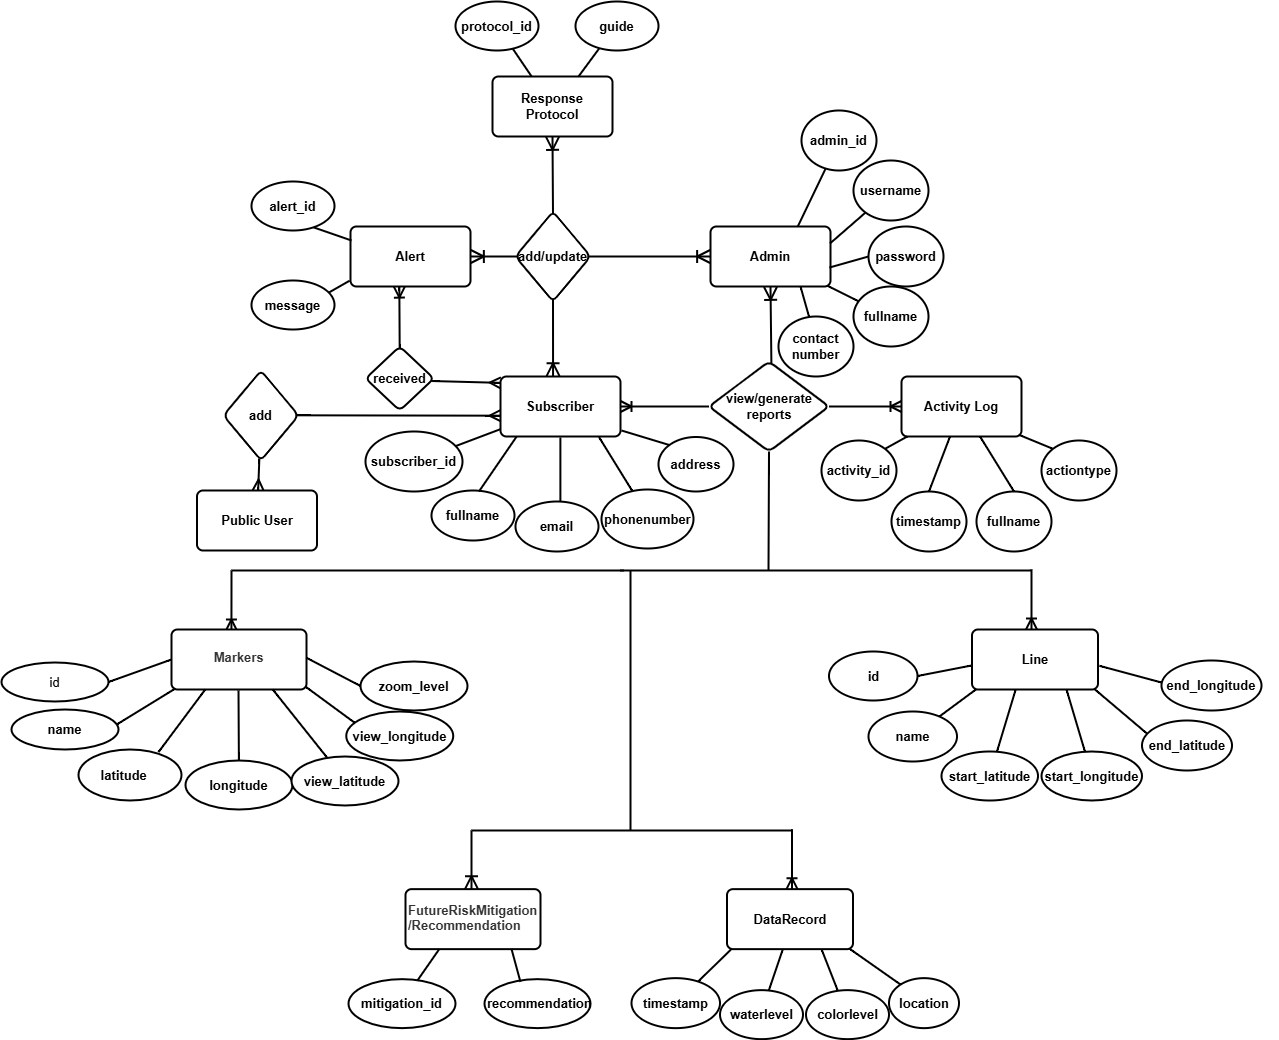 protocol_id
guide
Response
Protocol
admin_id
username
alert_id
Alert
add/update
Admin
password
message
fullname
contact
number
received
view/generate
reports
add
Subscriber
Activity Log
subscriber_id
address
activity_id
actiontype
fullname
email
phonenumber
timestamp
fullname
Public User
Markers
Line
id
zoom_level
id
end_longitude
name
view_longitude
name
end_latitude
latitude
longitude
view_latitude
start_latitude
start_longitude
FutureRiskMitigation
/Recommendation
DataRecord
mitigation_id
recommendation
timestamp
waterlevel
colorlevel
location